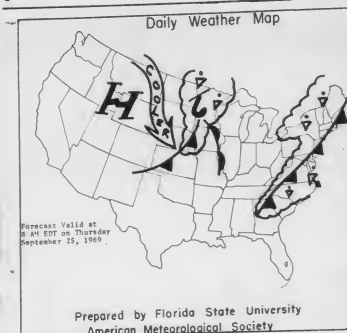 Daily Weather Map
H
COOLER
L
Forecast Valid at
8 AM EDT on Thursday
September 25, 1969
Prepared by Florida State University
American Meteorological Society